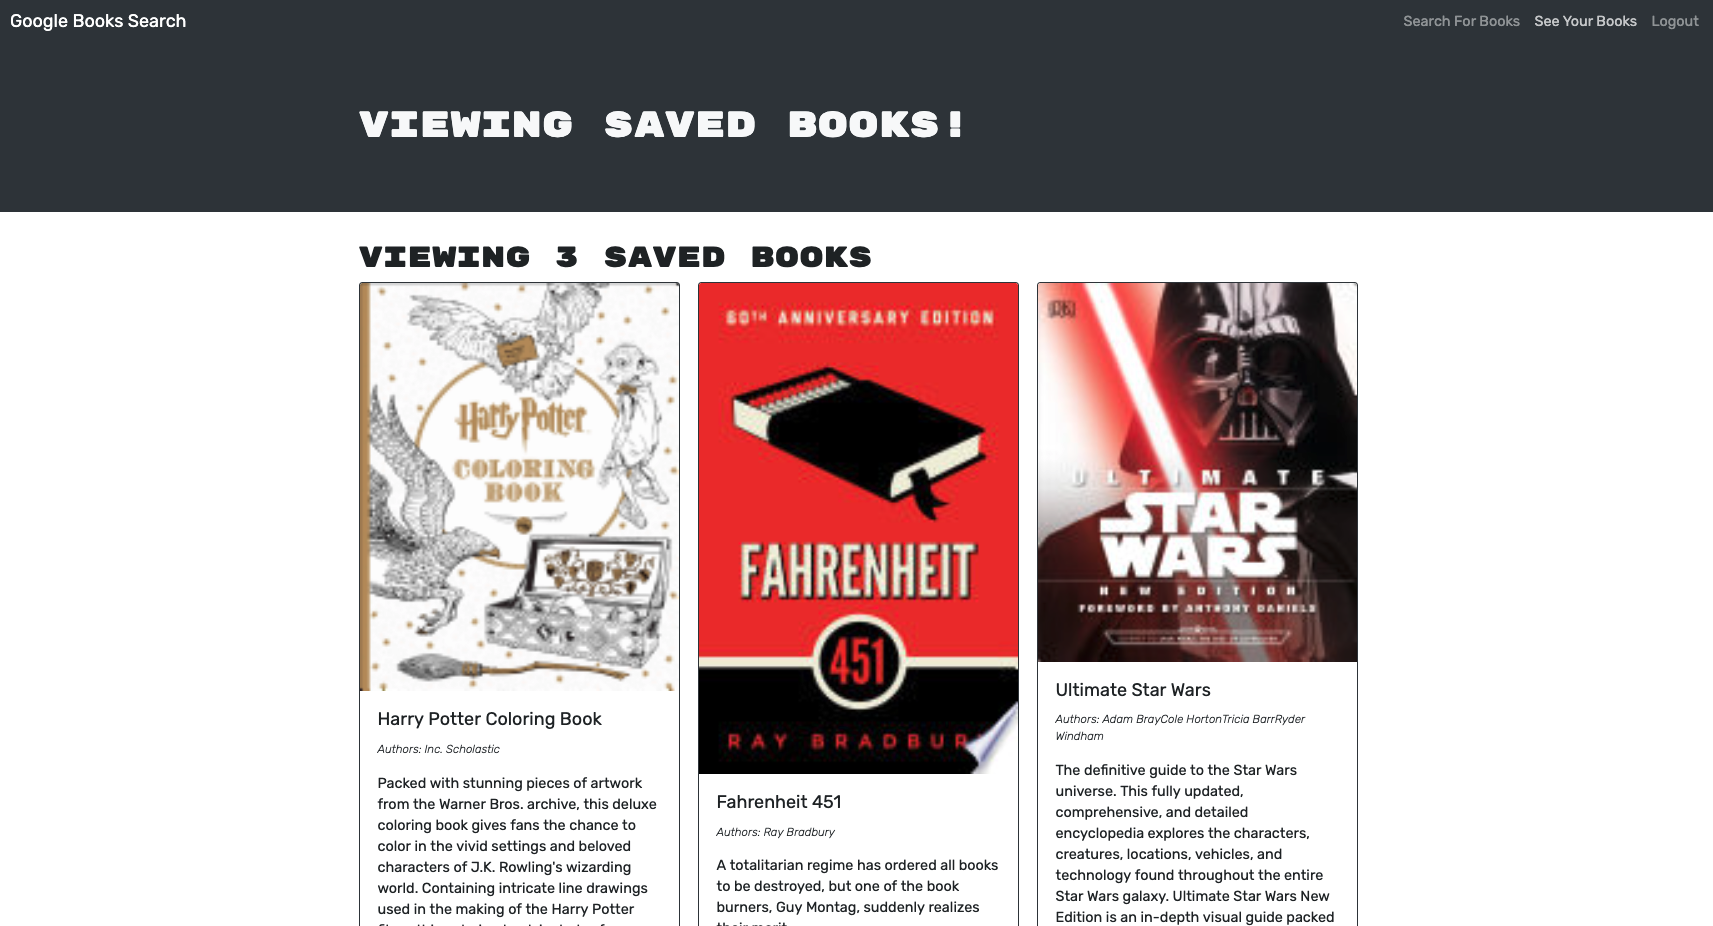 Google Books Search
Search For Books
See Your Books
Logout
VIEWING SAVED BOOKS!
VIEWING 3 SAVED BOOKS
Harry Potter
COLORING
BOOK
Harry Potter Coloring Book
Authors: Inc. Scholastic
Packed with stunning pieces of artwork
from the Warner Bros. archive, this deluxe
coloring book gives fans the chance to
color in the vivid settings and beloved
characters of J.K. Rowling's wizarding
world. Containing intricate line drawings
used in the making of the Harry Potter
60TH ANNIVERSARY EDITION
FAHRENHEIT
451
RAY BRADBUR
Fahrenheit 451
Authors: Ray Bradbury
A totalitarian regime has ordered all books
to be destroyed, but one of the book
burners, Guy Montag, suddenly realizes
their merit
DK
ULTIMATE
STAR
WARS
NEW EDITION
FOREWORD BY ANTHONY DANIELS
Ultimate Star Wars
Authors: Adam BrayCole HortonTricia BarrRyder
Windham
The definitive guide to the Star Wars
universe. This fully updated,
comprehensive, and detailed
encyclopedia explores the characters,
creatures, locations, vehicles, and
technology found throughout the entire
Star Wars galaxy. Ultimate Star Wars New
Edition is an in-depth visual guide packed